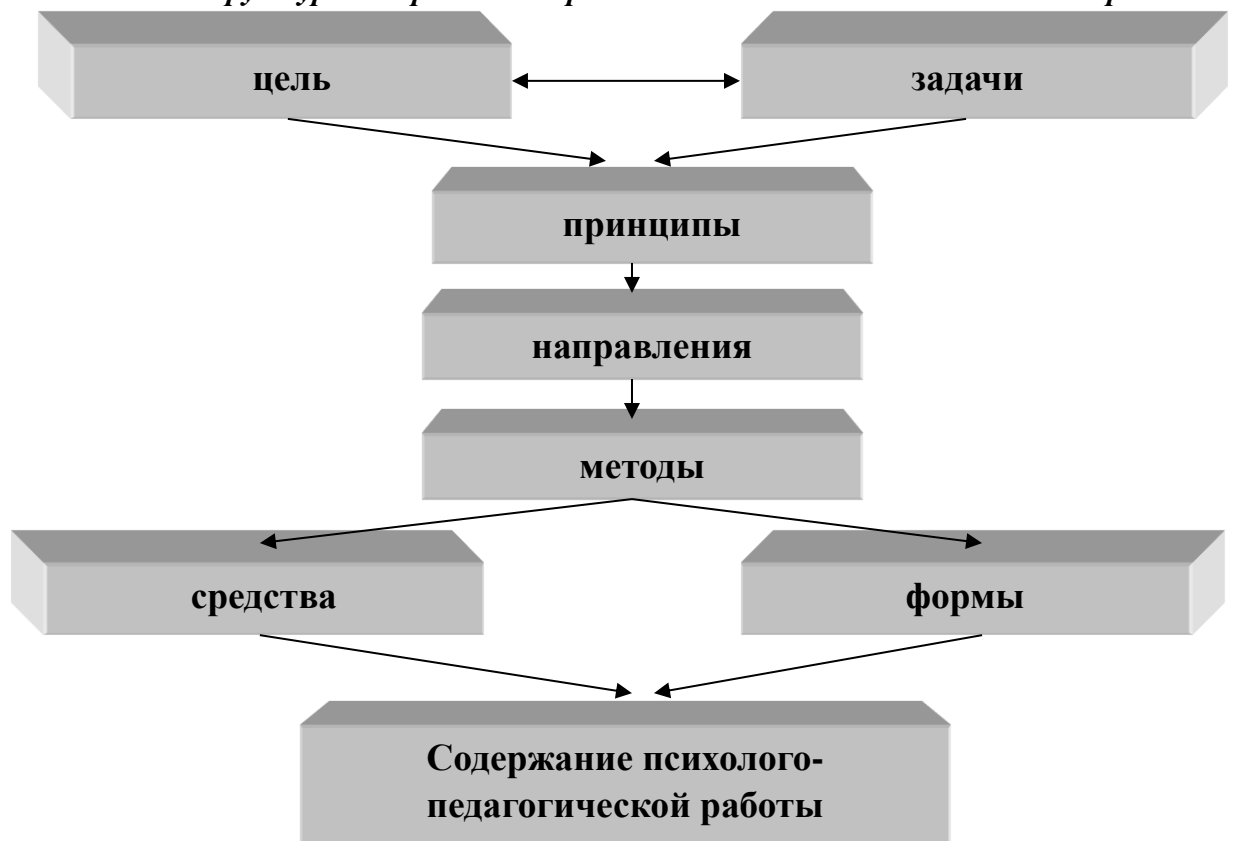 цель
задачи
принципы
направления
методы
средства
формы
Содержание психолого-
педагогической работы